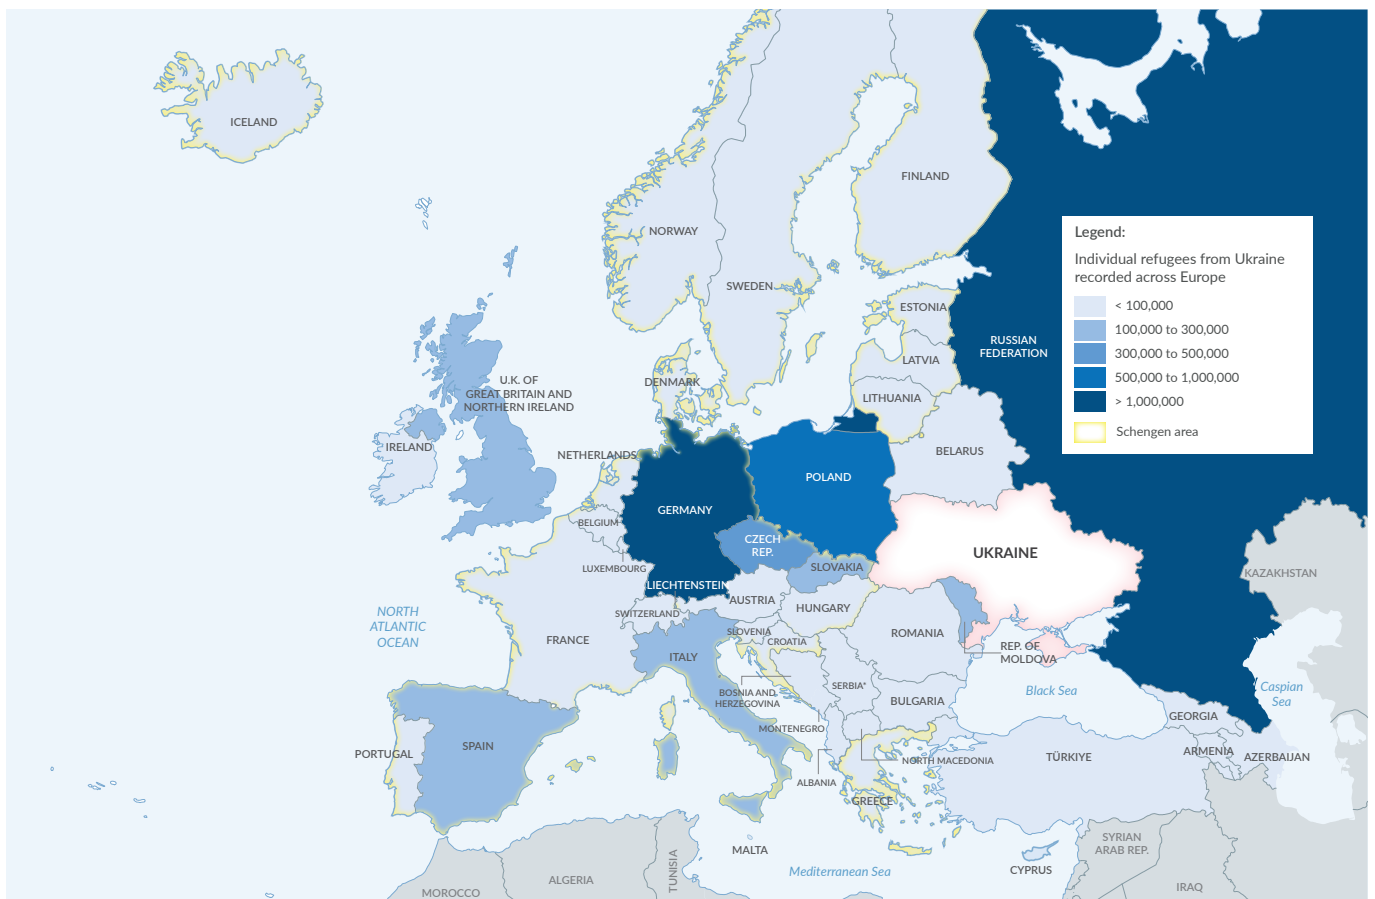 ICELAND
FINLAND
NORWAY
SWEDEN
Legend:
Individual refugees from Ukraine
recorded across Europe
< 100,000
100,000 to 300,000
300,000 to 500,000
500,000 to 1,000,000
> 1,000,000
Schengen area
ESTONIA
RUSSIAN
FEDERATION
LATVIA
DENMARK
U.K. OF
GREAT BRITAIN AND
NORTHERN IRELAND
LITHUANIA
IRELAND
NETHERLANDS
BELARUS
POLAND
GERMANY
BELGIUM
CZECH
REP.
UKRAINE
LUXEMBOURG
SLOVAKIA
KAZAKHSTAN
LIECHTENSTEIN
AUSTRIA
HUNGARY
NORTH
ATLANTIC
OCEAN
SWITZERLAND
FRANCE
SLOVENIA
CROATIA
ROMANIA
REP. OF
MOLDOVA
ITALY
SERBIA*
BOSNIA AND
HERZEGOVINA
Black Sea
Caspian
Sea
BULGARIA
MONTENEGRO
GEORGIA
PORTUGAL
SPAIN
NORTH MACEDONIA
TÜRKIYE
ARMENIA
AZERBAIJAN
ALBANIA
GREECE
MALTA
SYRIAN
ARAB REP.
Mediterranean Sea
CYPRUS
TUNISIA
ALGERIA
MOROCCO
IRAQ